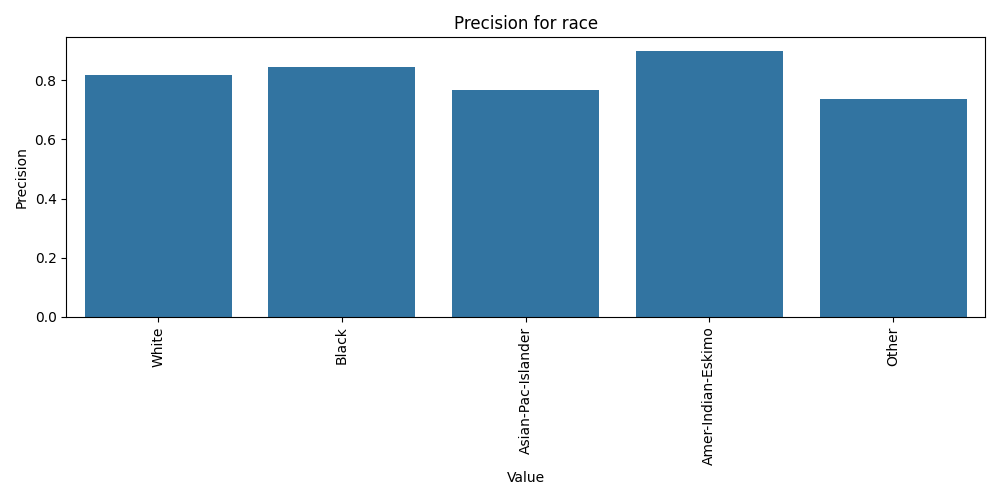 Precision for race
Precision
0.8
0.6
0.4
0.2
0.0
White
Black
Asian-Pac-Islander
Amer-Indian-Eskimo
Other
Value